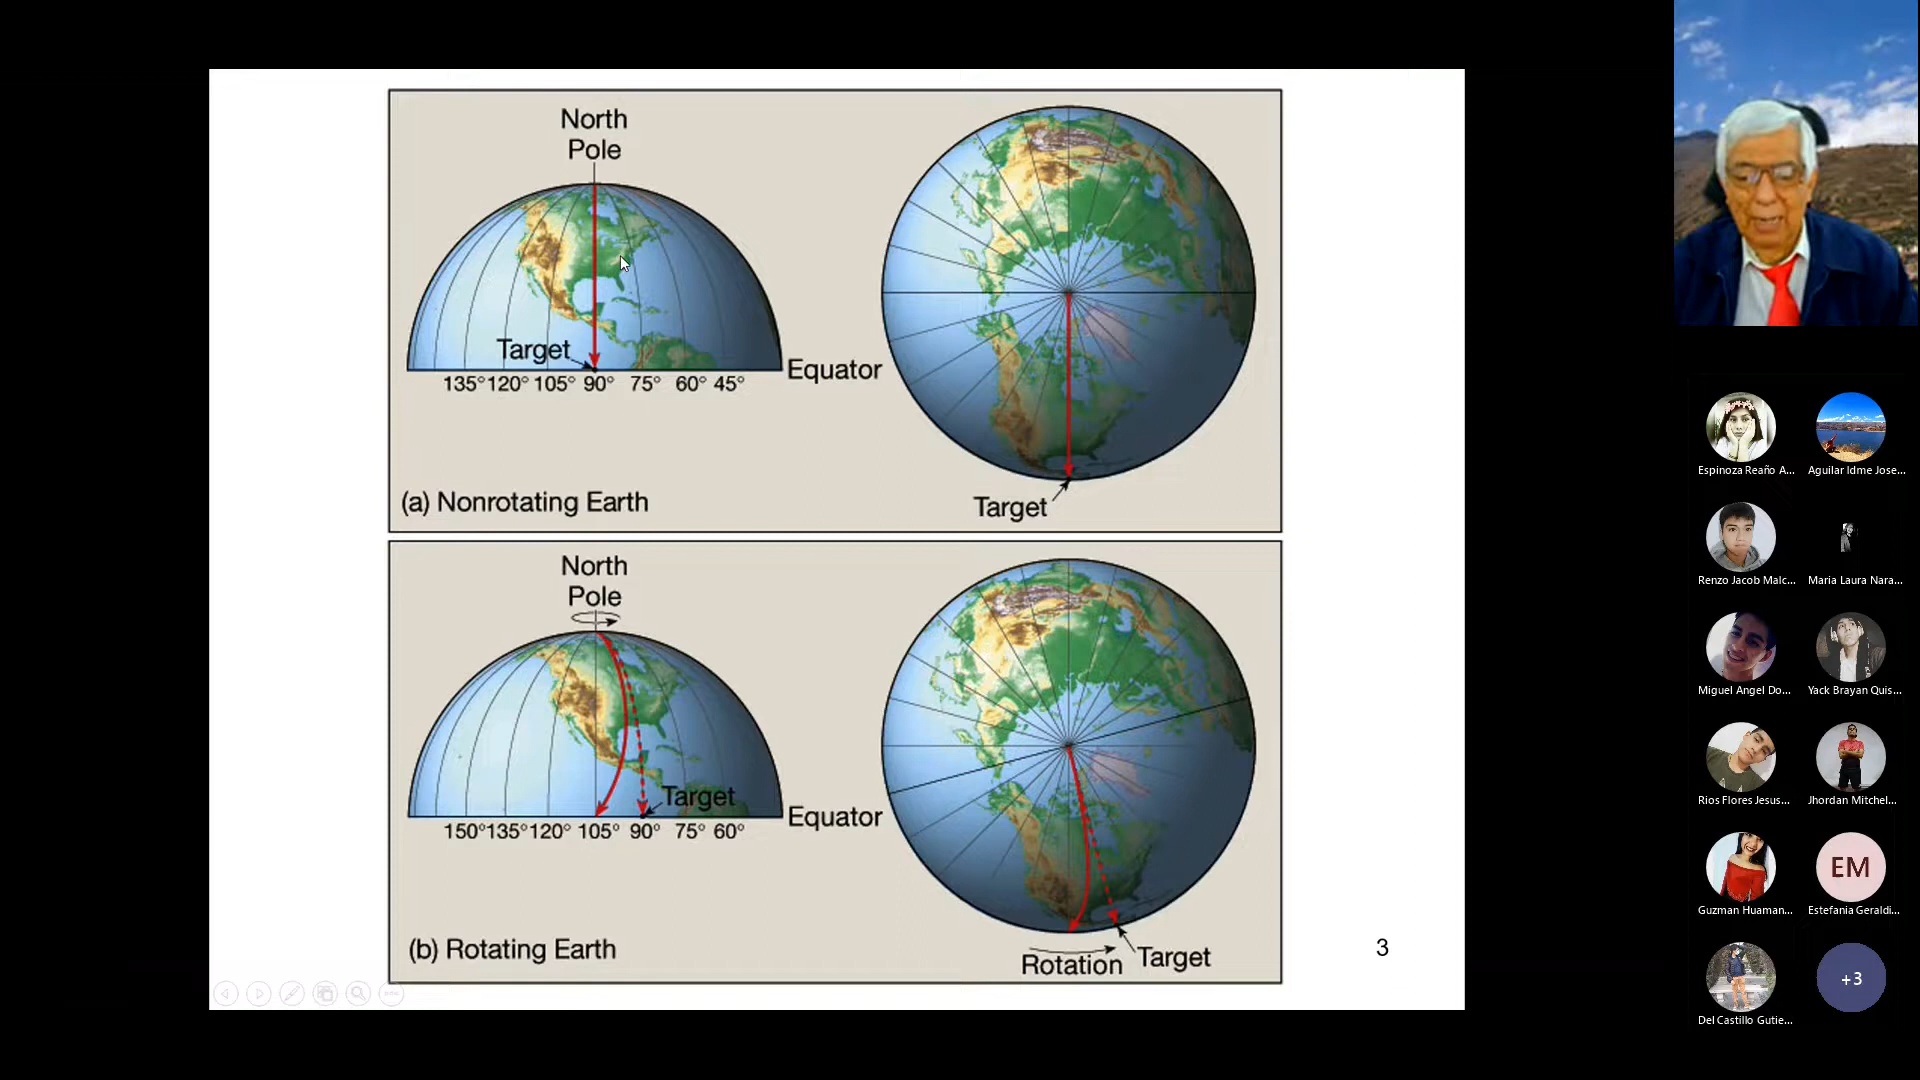 North
Pole
Target
135°120° 105° 90° 75° 60° 45°
Equator
Target
(a) Nonrotating Earth
North
Pole
Target
150°135°120° 105° 90° 75° 60°
Equator
(b) Rotating Earth
Rotation
Target
3
Espinoza Reaño A...
Aguilar Idme Jose...
Renzo Jacob Malc...
Maria Laura Nara...
Miguel Angel Do...
Yack Brayan Quis...
Rios Flores Jesus...
Jhordan Mitchel...
Guzman Huaman...
EM
Estefania Geraldi...
Del Castillo Gutie...
+3